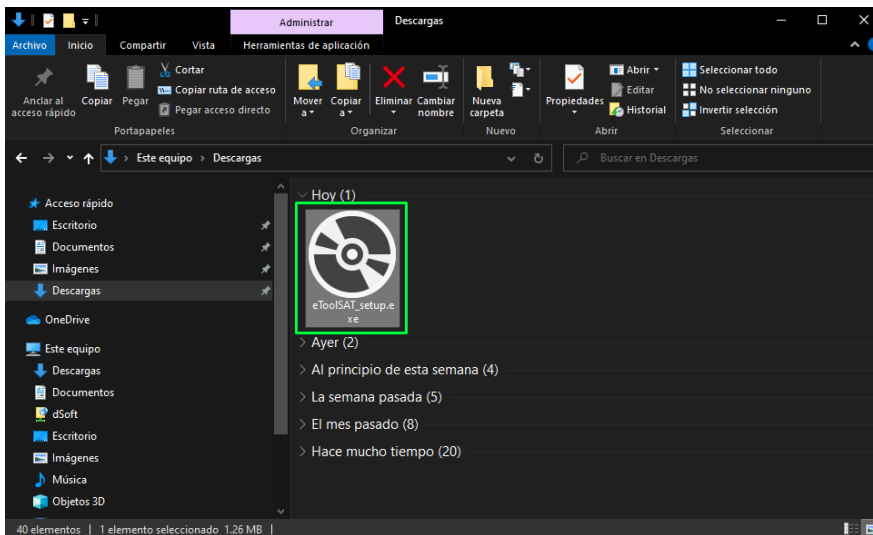 Administrar
Descargas
Archivo
Inicio
Compartir
Vista
Herramientas de aplicación
Anclar al
acceso rápido
Copiar
Pegar
Cortar
Copiar ruta de acceso
Pegar acceso directo
Portapapeles
Mover
a
Copiar
a
Eliminar
Cambiar
nombre
Organizar
Nueva
carpeta
Nuevo
Propiedades
Abrir
Editar
Historial
Abrir
Seleccionar todo
No seleccionar ninguno
Invertir selección
Seleccionar
Este equipo > Descargas
Buscar en Descargas
Acceso rápido
Escritorio
Documentos
Imágenes
Descargas
OneDrive
Este equipo
Descargas
Documentos
dSoft
Escritorio
Imágenes
Música
Objetos 3D
Hoy (1)
eToolSAT_setup.e
xe
Ayer (2)
Al principio de esta semana (4)
La semana pasada (5)
El mes pasado (8)
Hace mucho tiempo (20)
40 elementos | 1 elemento seleccionado 1.26 MB |